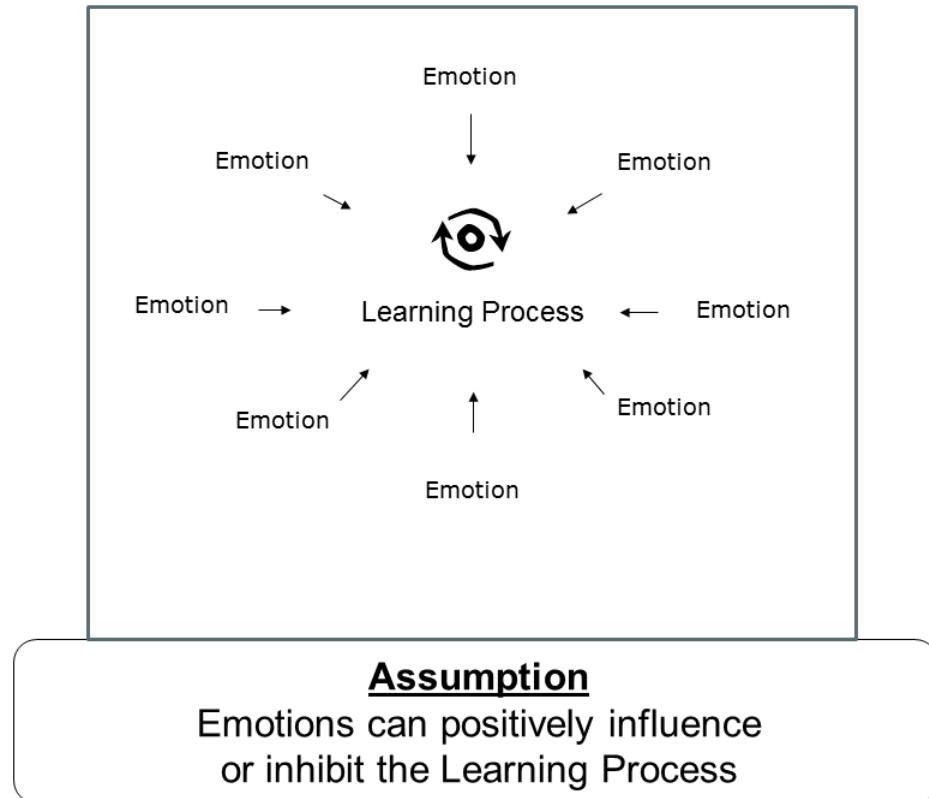 Emotion
Emotion
Emotion
Emotion
Learning Process
Emotion
Emotion
Emotion
Emotion
Assumption
Emotions can positively influence
or inhibit the Learning Process